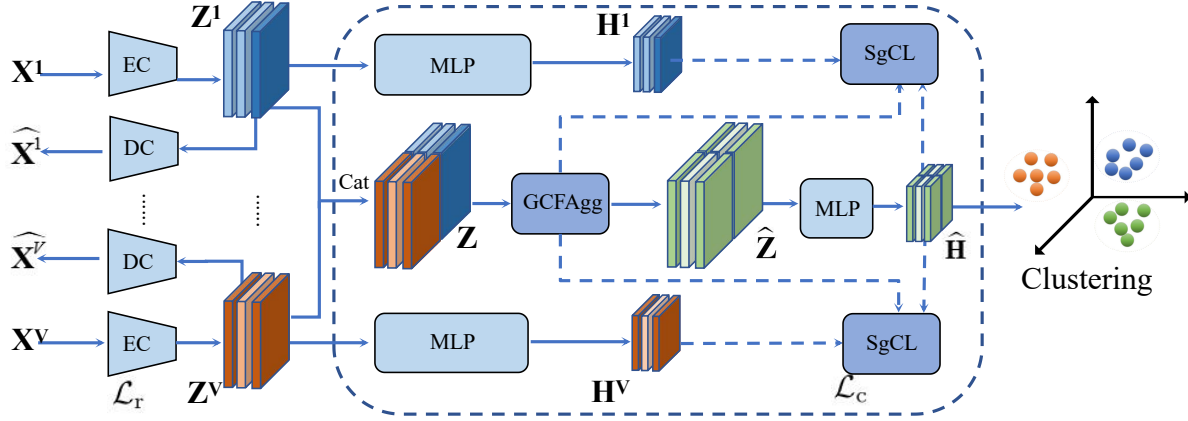 Z¹
H¹
X¹
EC
MLP
SgCL
X̂¹
DC
Cat
GCFAgg
MLP
Z
Ẑ
Ĥ
X̂ⱽ
DC
Clustering
Xⱽ
EC
MLP
SgCL
ℒr
Zⱽ
Hⱽ
ℒc